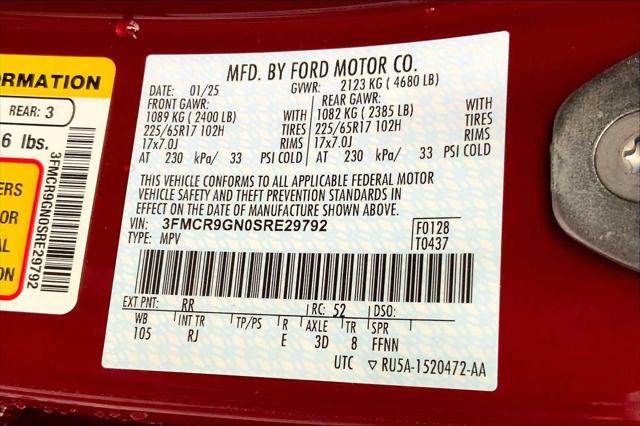 ORMATION
REAR: 3
6 lbs.
ERS
OR
AL
3FMCR9GN0SRE29792
MFD. BY FORD MOTOR CO.
DATE: 01/25 GVWR: 2123 KG ( 4680 LB)
FRONT GAWR: REAR GAWR:
1089 KG ( 2400 LB) WITH 1082 KG ( 2385 LB) WITH
225/65R17 102H TIRES 225/65R17 102H TIRES
17x7.0J RIMS 17x7.0J RIMS
AT 230 kPa/ 33 PSI COLD AT 230 kPa/ 33 PSI COLD
THIS VEHICLE CONFORMS TO ALL APPLICABLE FEDERAL MOTOR
VEHICLE SAFETY AND THEFT PREVENTION STANDARDS IN
EFFECT ON THE DATE OF MANUFACTURE SHOWN ABOVE.
VIN: 3FMCR9GN0SRE29792 F0128
TYPE: MPV T0437
EXT PNT: RR RC: 52 DSO:
WB INT TR TP/PS R AXLE TR SPR
105 RJ E 3D 8 FFNN
UTC ▽ RU5A-1520472-AA